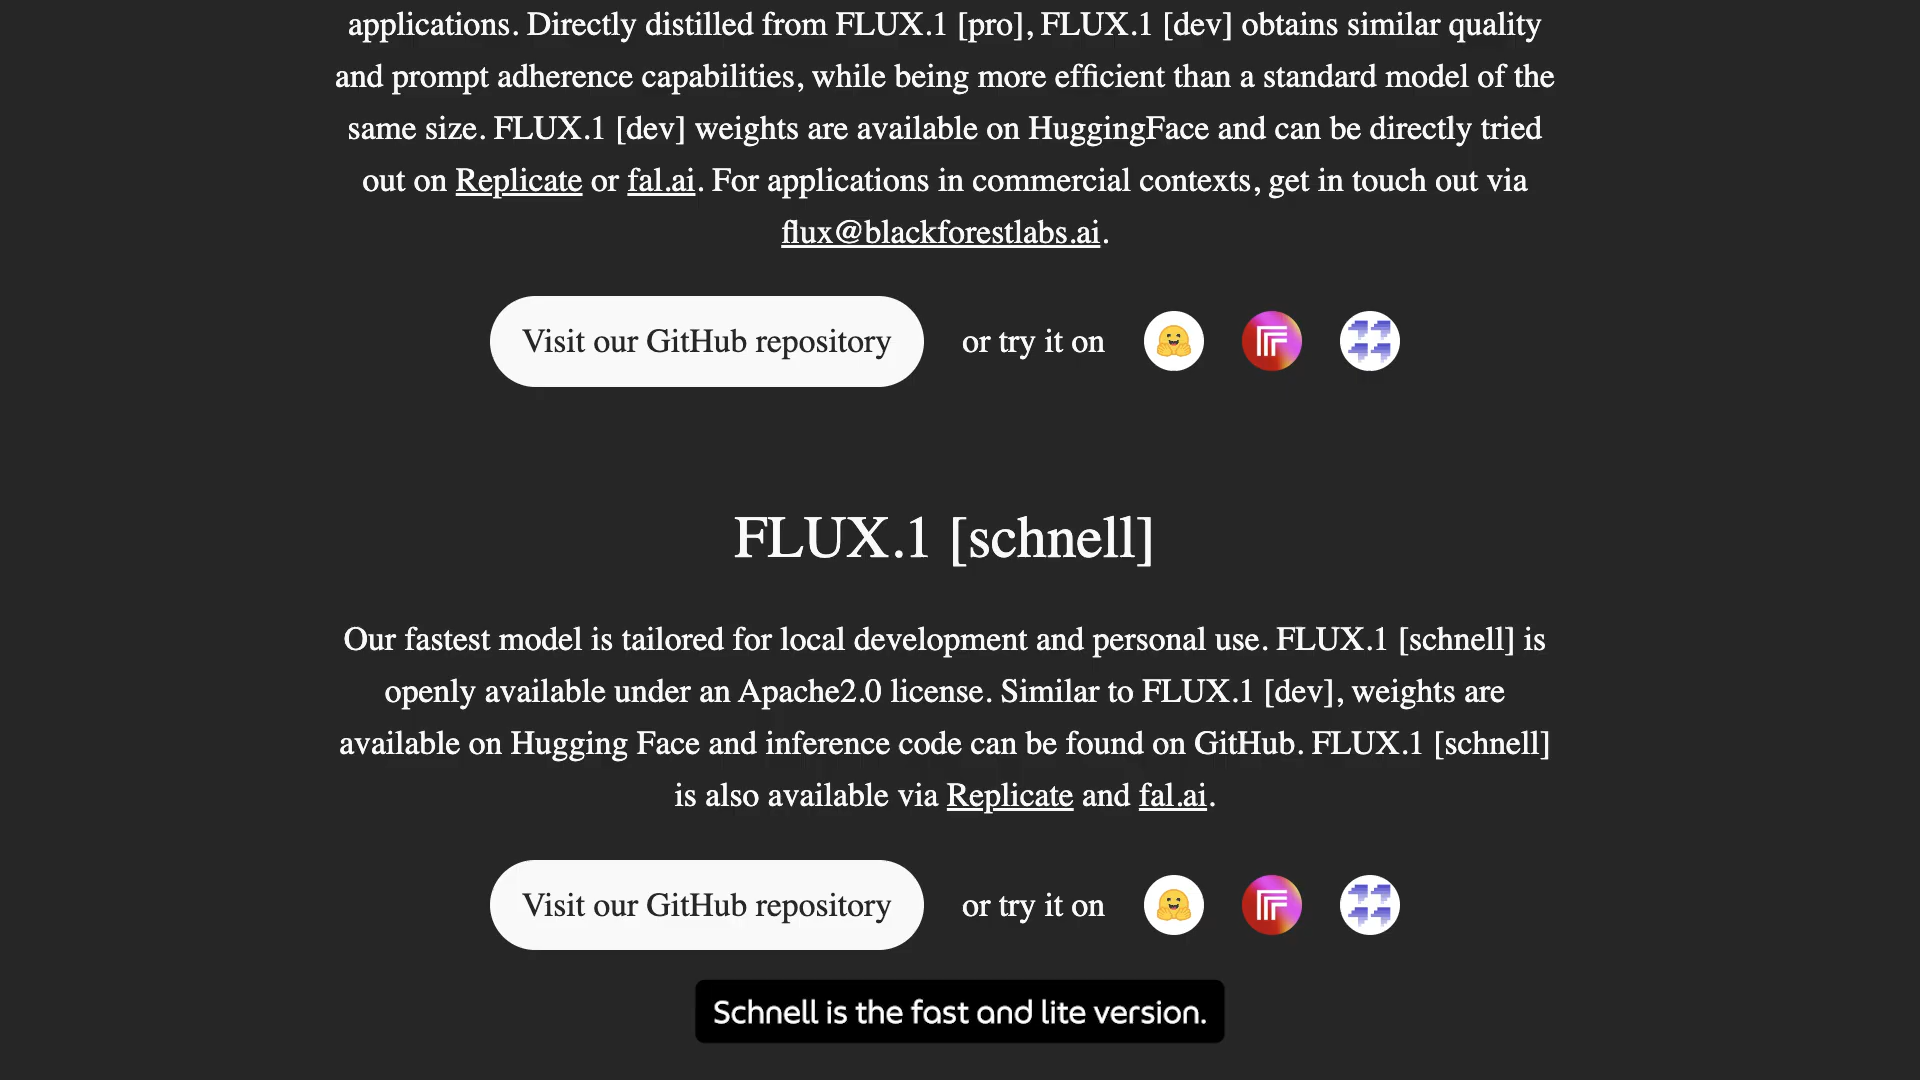 applications. Directly distilled from FLUX.1 [pro], FLUX.1 [dev] obtains similar quality
and prompt adherence capabilities, while being more efficient than a standard model of the
same size. FLUX.1 [dev] weights are available on HuggingFace and can be directly tried
out on Replicate or fal.ai. For applications in commercial contexts, get in touch out via
flux@blackforestlabs.ai.
Visit our GitHub repository or try it on
FLUX.1 [schnell]
Our fastest model is tailored for local development and personal use. FLUX.1 [schnell] is
openly available under an Apache2.0 license. Similar to FLUX.1 [dev], weights are
available on Hugging Face and inference code can be found on GitHub. FLUX.1 [schnell]
is also available via Replicate and fal.ai.
Visit our GitHub repository or try it on
Schnell is the fast and lite version.